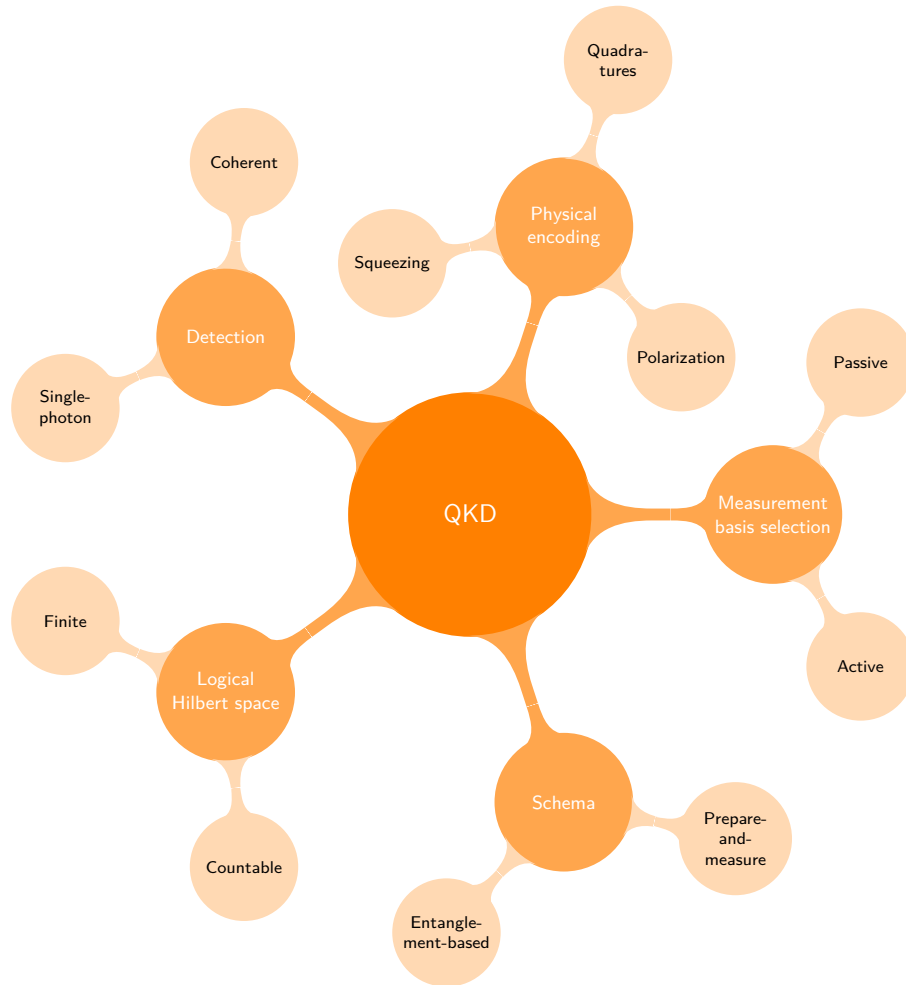 Quadra-
tures
Coherent
Physical
encoding
Squeezing
Detection
Polarization
Passive
Single-
photon
QKD
Measurement
basis selection
Finite
Logical
Hilbert space
Active
Schema
Prepare-
and-
measure
Countable
Entangle-
ment-based